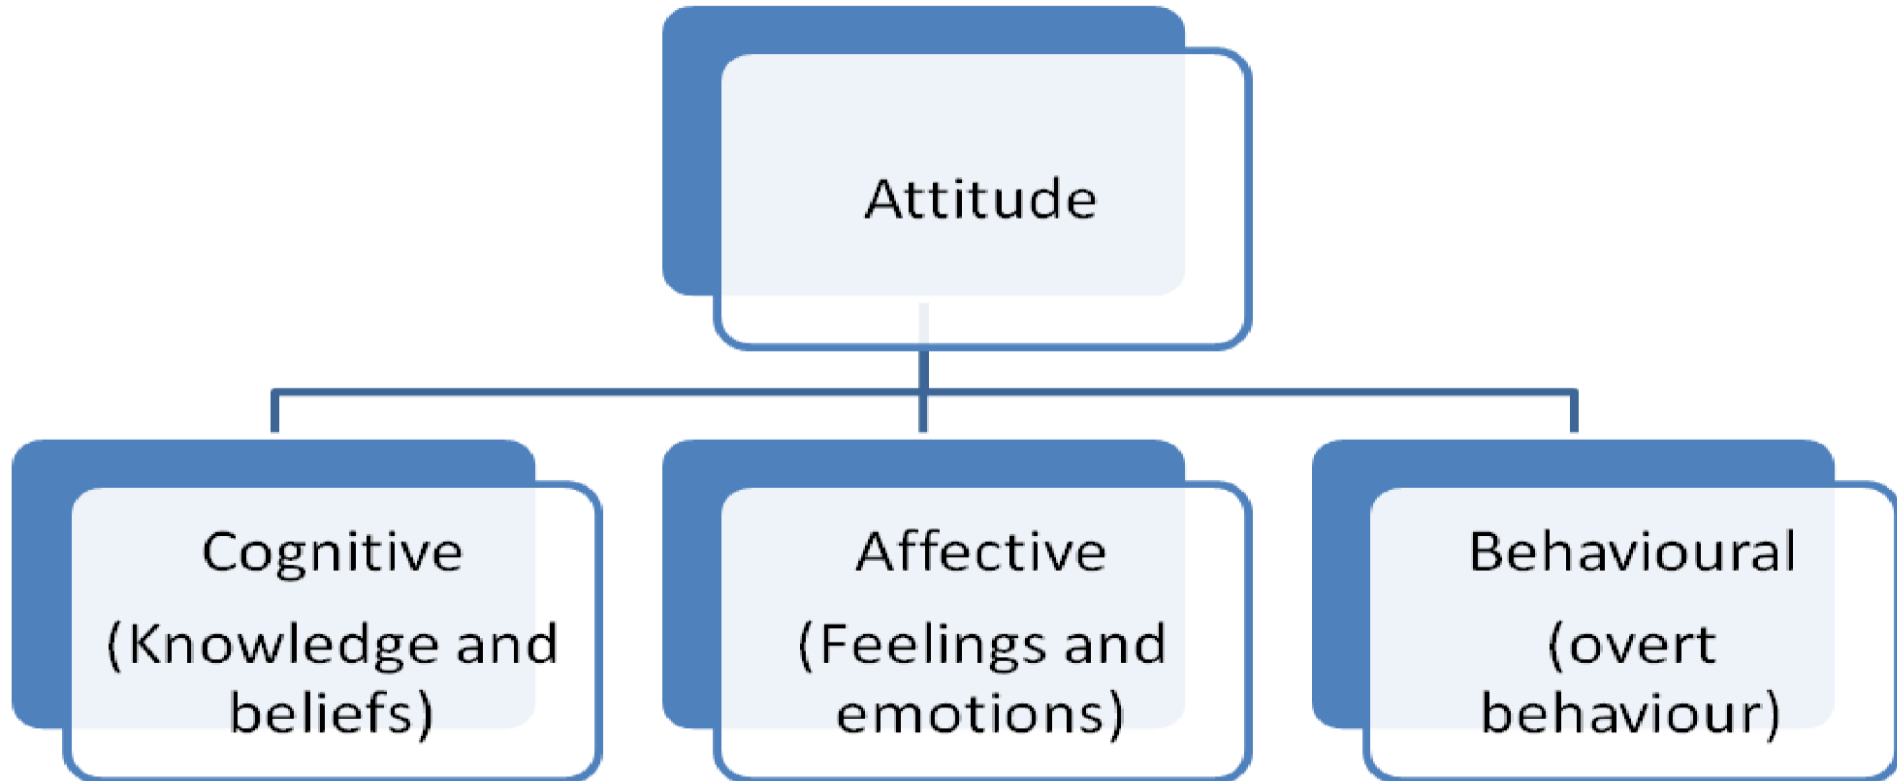 Attitude
Cognitive
(Knowledge and
beliefs)
Affective
(Feelings and
emotions)
Behavioural
(overt
behaviour)